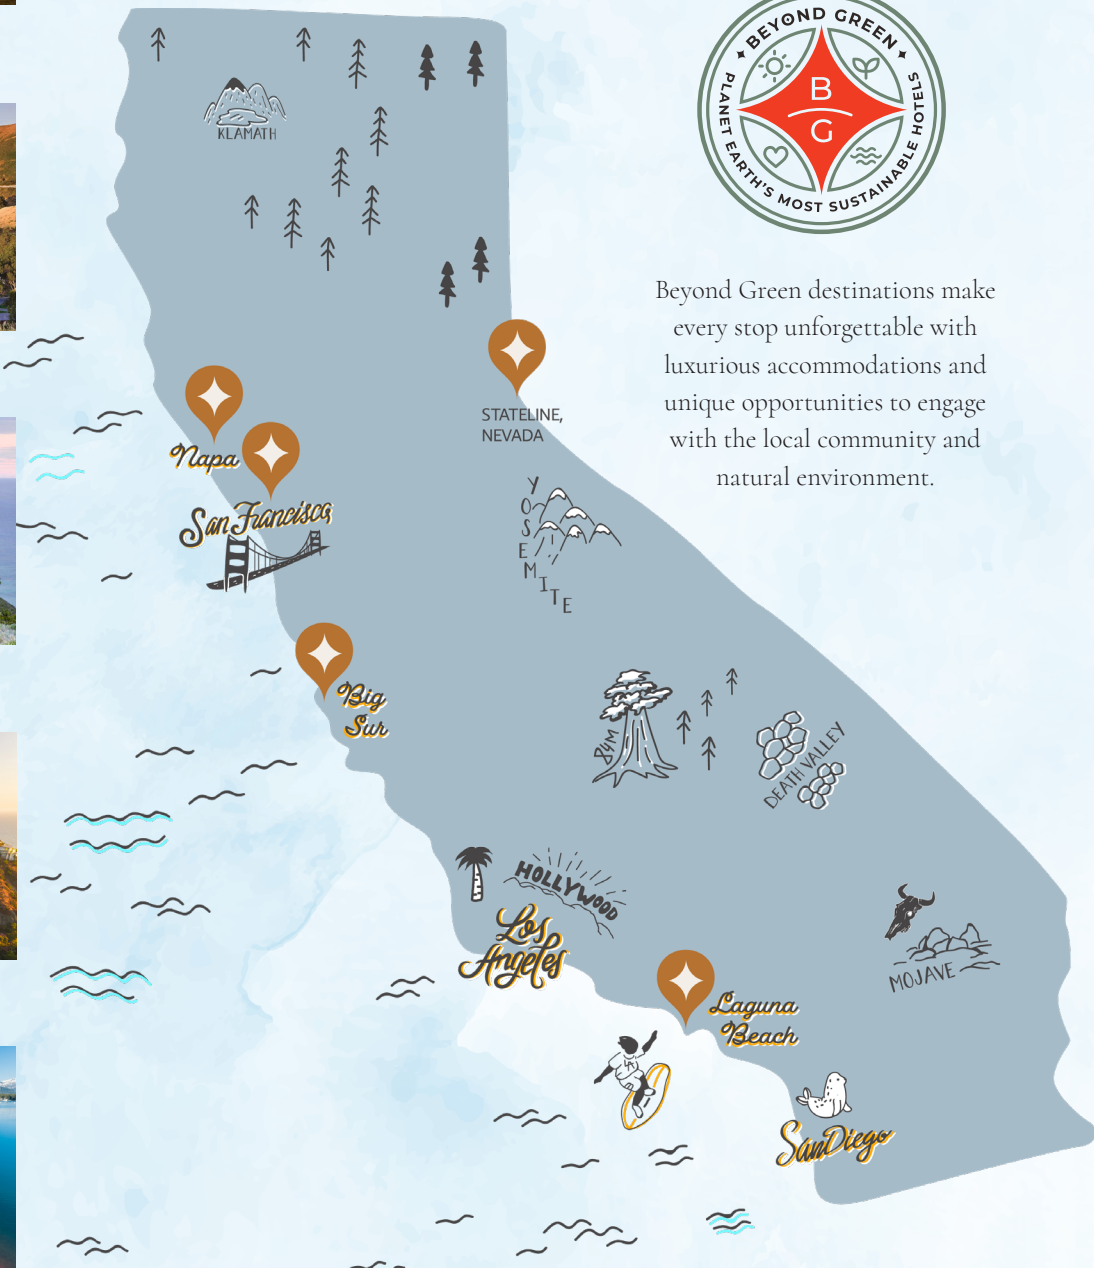 BEYOND GREEN
PLANET EARTH'S MOST SUSTAINABLE HOTELS
B
G
KLAMATH
Beyond Green destinations make
every stop unforgettable with
luxurious accommodations and
unique opportunities to engage
with the local community and
natural environment.
STATELINE,
NEVADA
Napa
San Francisco
YOSEMITE
Big
Sur
DEATH VALLEY
HOLLYWOOD
Los
Angeles
MOJAVE
Laguna
Beach
LA
San Diego